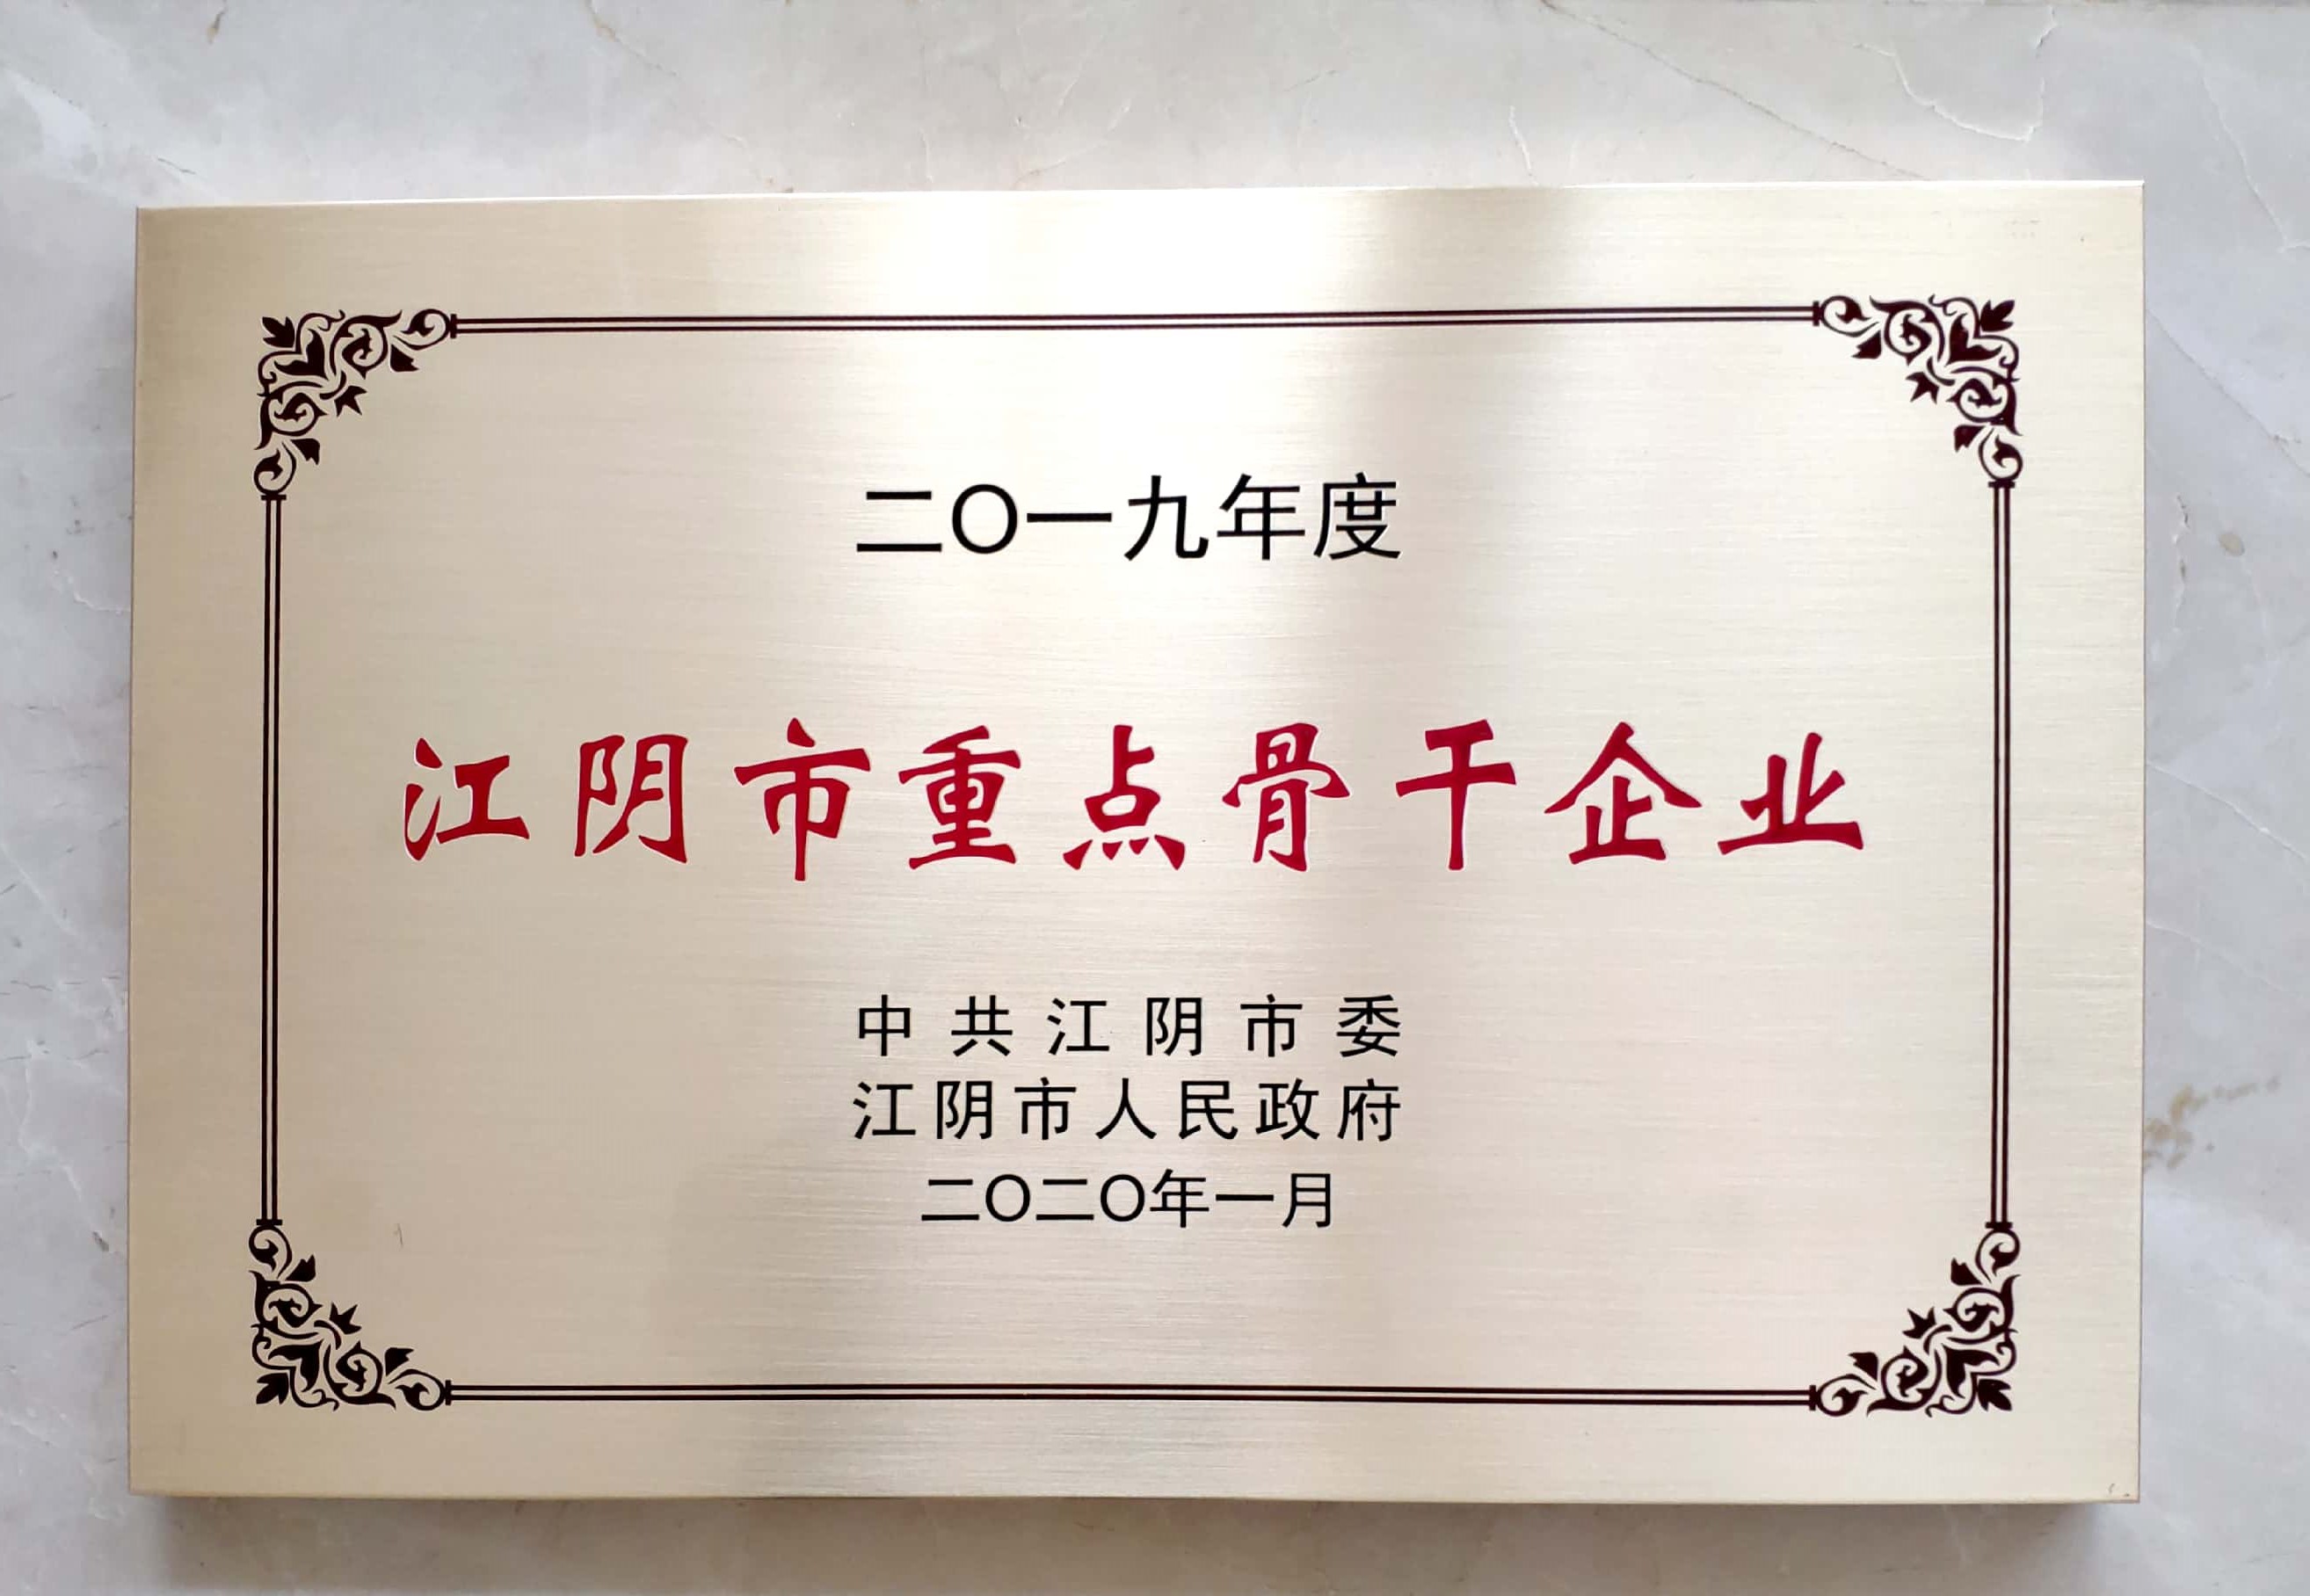 二〇一九年度
江阴市重点骨干企业
中共江阴市委
江阴市人民政府
二〇二〇年一月